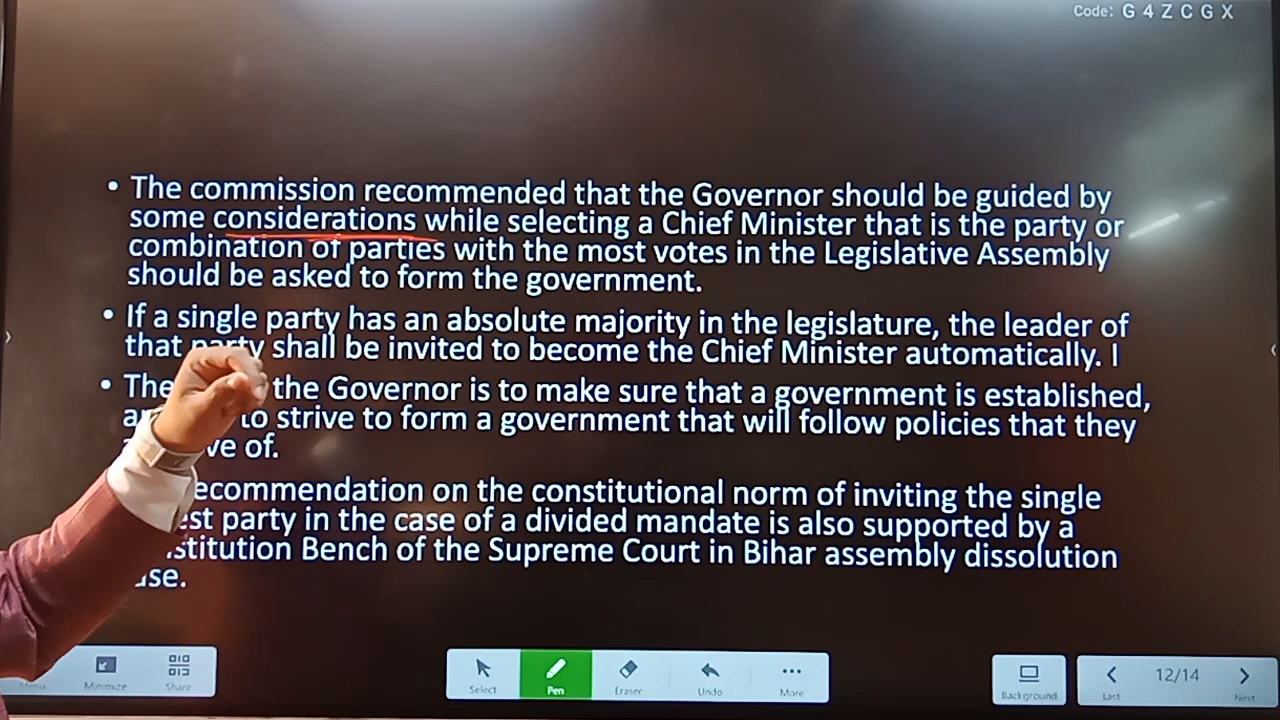 Code: G 4 Z C G X
• The commission recommended that the Governor should be guided by
some considerations while selecting a Chief Minister that is the party or
combination of parties with the most votes in the Legislative Assembly
should be asked to form the government.
• If a single party has an absolute majority in the legislature, the leader of
that party shall be invited to become the Chief Minister automatically. I
• The the Governor is to make sure that a government is established,
to strive to form a government that will follow policies that they
of.
recommendation on the constitutional norm of inviting the single
party in the case of a divided mandate is also supported by a
Bench of the Supreme Court in Bihar assembly dissolution
Menu
Minimize
Share
Select
Pen
Eraser
Undo
More
Background
12/14
Last
Next